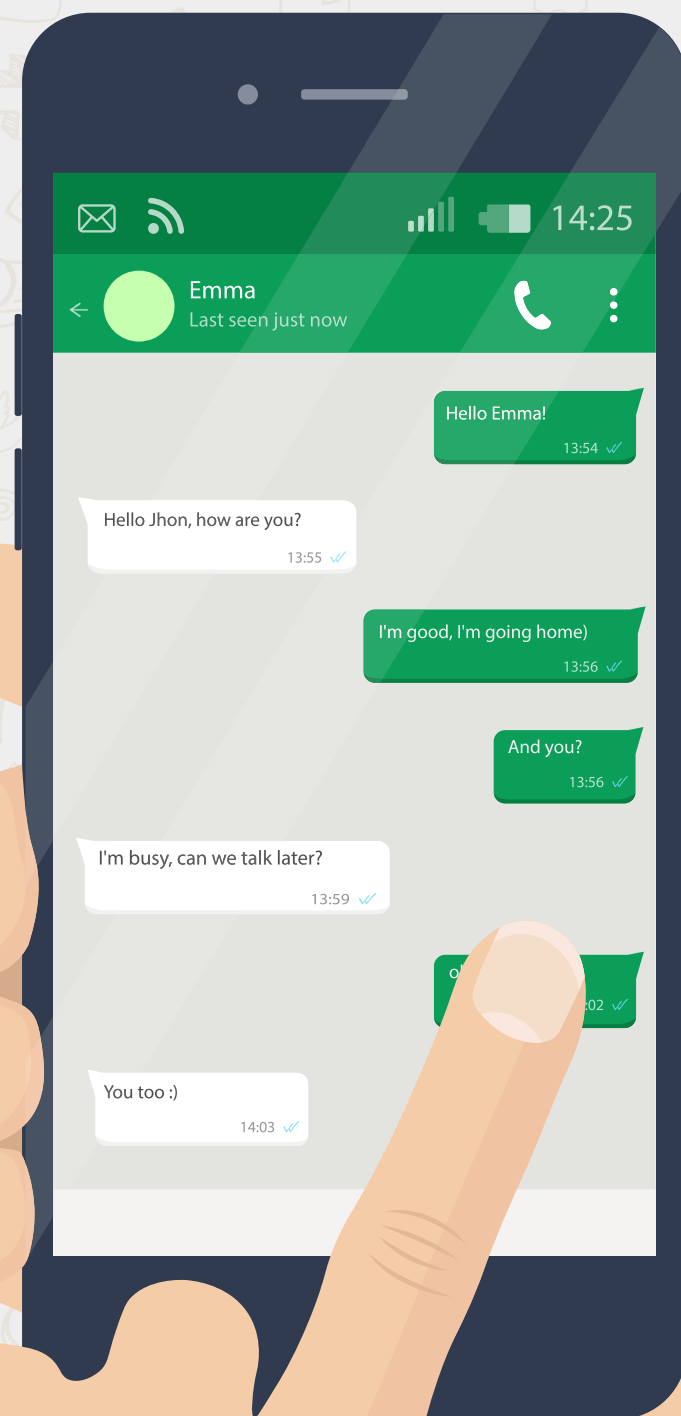 14:25
Emma
Last seen just now
Hello Emma!
13:54
Hello Jhon, how are you?
13:55
I'm good, I'm going home)
13:56
And you?
13:56
I'm busy, can we talk later?
13:59
:02
You too :)
14:03